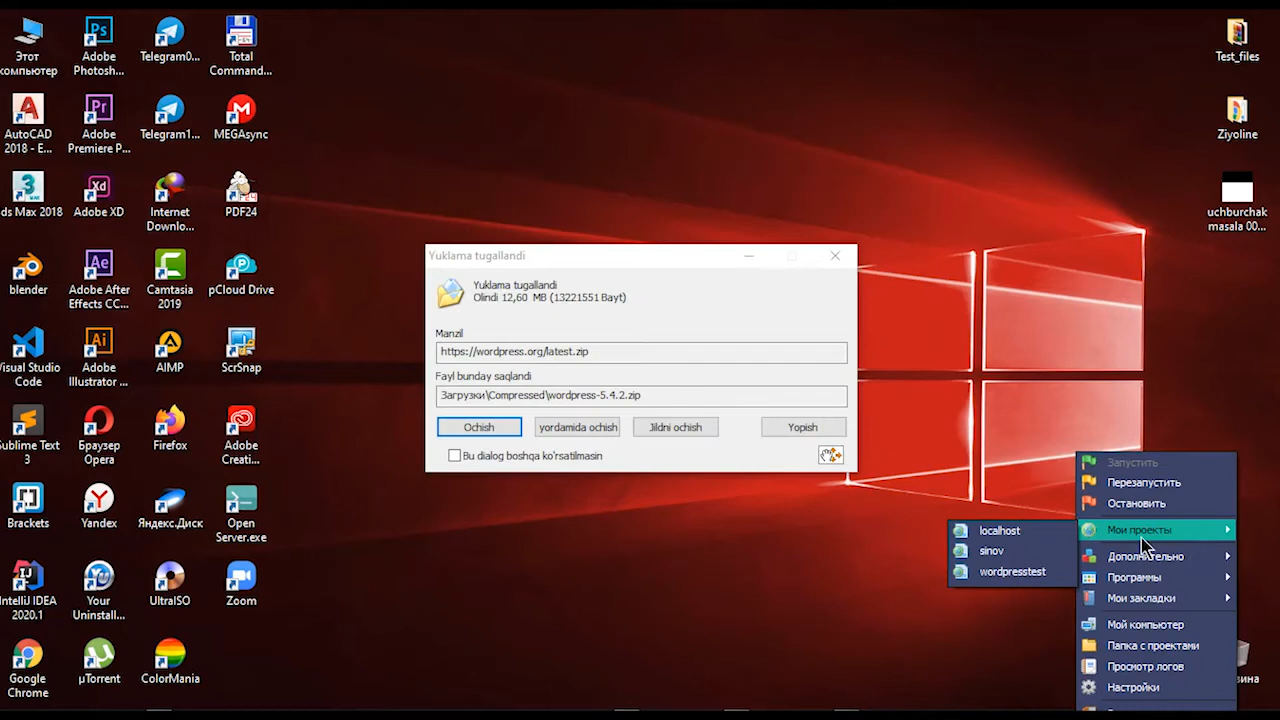 Этот
компьютер
Adobe
Photosh...
Telegram0...
Total
Command...
AutoCAD
2018 - E...
Adobe
Premiere P...
Telegram1...
MEGAsync
ds Max 2018
Adobe XD
Internet
Downlo...
PDF24
blender
Adobe After
Effects CC...
Camtasia
2019
pCloud Drive
Visual Studio
Code
Adobe
Illustrator ...
AIMP
ScrSnap
Sublime Text
3
Браузер
Opera
Firefox
Adobe
Creati...
Brackets
Yandex
Яндекс.Диск
Open
Server.exe
IntelliJ IDEA
2020.1
Your
Uninstall...
UltraISO
Zoom
Google
Chrome
µTorrent
ColorMania
Test_files
Ziyoline
uchburchak
masala 00...
Yuklama tugallandi
Yuklama tugallandi
Olindi 12,60 MB (13221551 Bayt)
Manzil
https://wordpress.org/latest.zip
Fayl bunday saqlandi
Загрузки\Compressed\wordpress-5.4.2.zip
Ochish
yordamida ochish
Jildni ochish
Yopish
Bu dialog boshqa ko'rsatilmasin
Запустить
Перезапустить
Остановить
Мои проекты
Дополнительно
Программы
Мои закладки
Мой компьютер
Папка с проектами
Просмотр логов
Настройки
localhost
sinov
wordpresstest
зина